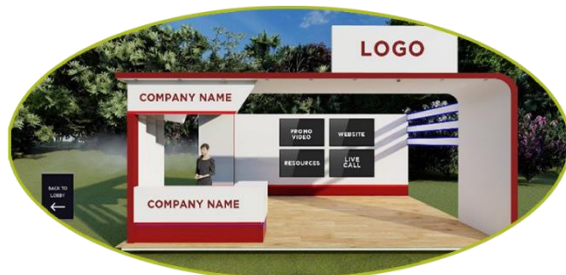 LOGO
COMPANY NAME
PROMO
VIDEO
WEBSITE
RESOURCES
LIVE
CALL
BACK TO
LOBBY
COMPANY NAME